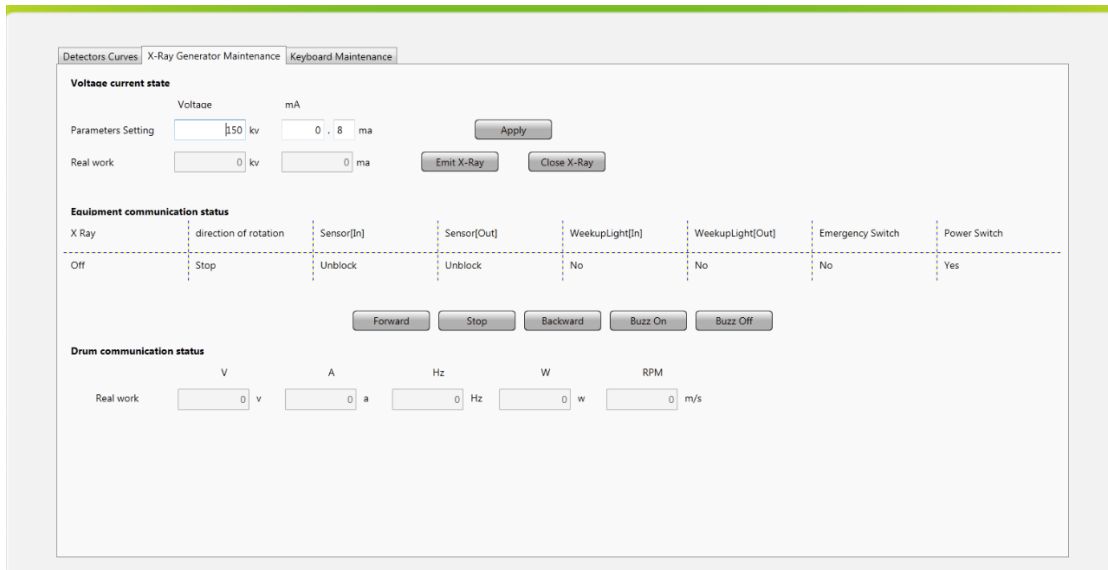 Detectors Curves X-Ray Generator Maintenance Keyboard Maintenance
Voltage current state
Voltage mA
Parameters Setting 150 kv 0 . 8 ma Apply
Real work 0 kv 0 ma Emit X-Ray Close X-Ray
Equipment communication status
X Ray direction of rotation Sensor[In] Sensor[Out] WeekupLight[In] WeekupLight[Out] Emergency Switch Power Switch
Off Stop Unblock Unblock No No No Yes
Forward Stop Backward Buzz On Buzz Off
Drum communication status
V A Hz W RPM
Real work 0 v 0 a 0 Hz 0 w 0 m/s